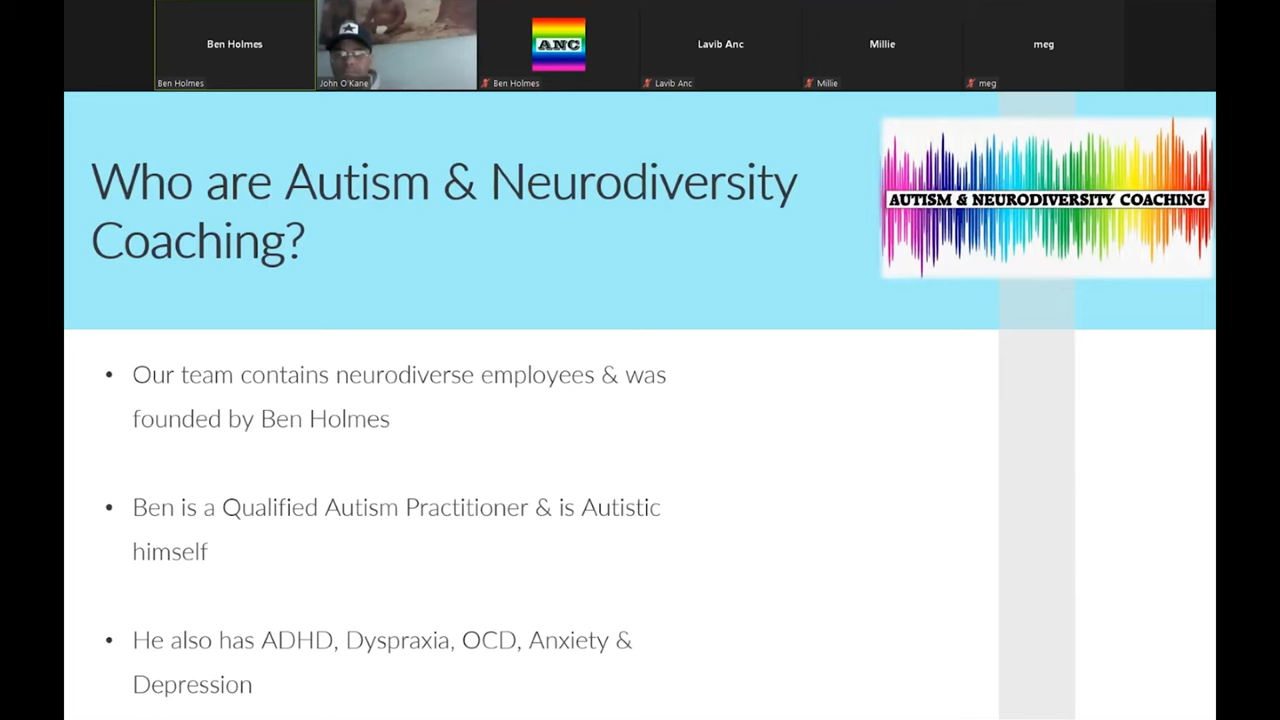 Ben Holmes
ANC
Lavib Anc
Millie
meg
Ben Holmes
John O'Kane
Ben Holmes
Lavib Anc
Millie
meg
Who are Autism & Neurodiversity
Coaching?
AUTISM & NEURODIVERSITY COACHING
• Our team contains neurodiverse employees & was
founded by Ben Holmes
• Ben is a Qualified Autism Practitioner & is Autistic
himself
• He also has ADHD, Dyspraxia, OCD, Anxiety &
Depression